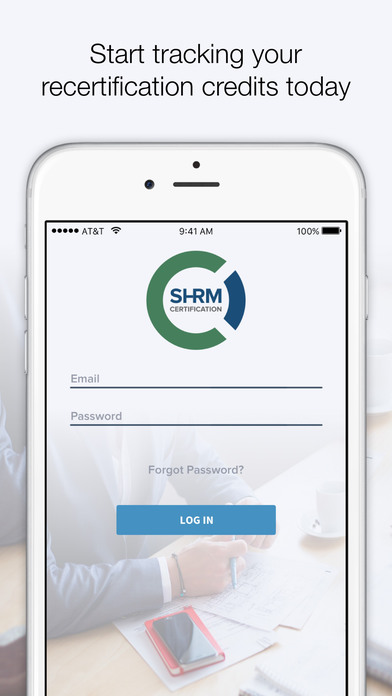 Start tracking your
recertification credits today
●●●●● AT&T 9:41 AM 100%
SHRM
CERTIFICATION
Email
Password
Forgot Password?
LOG IN